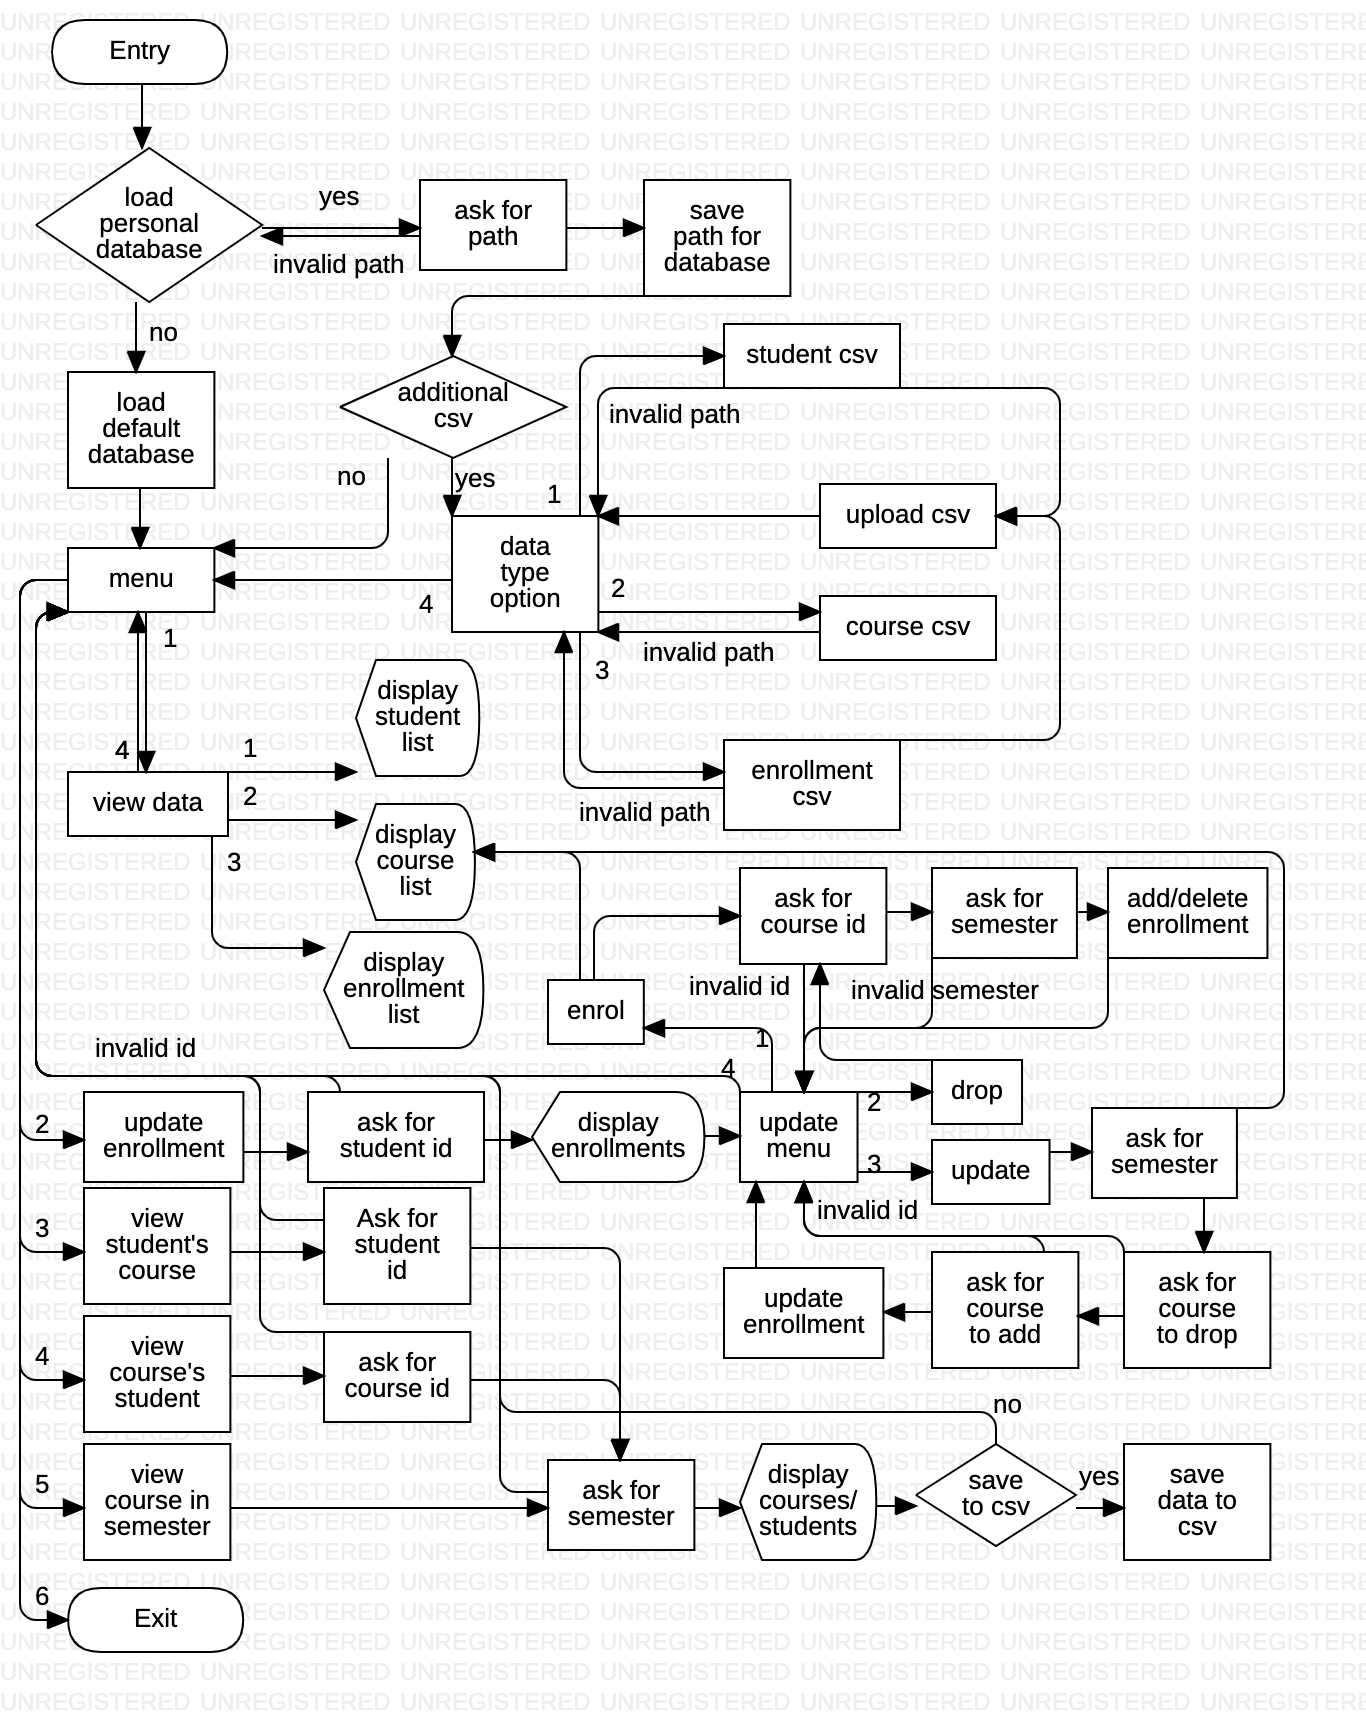 Entry
load
personal
database
yes
invalid path
ask for
path
save
path for
database
no
load
default
database
additional
csv
no
yes
student csv
invalid path
1
upload csv
data
type
option
menu
4
2
course csv
invalid path
3
1
display
student
list
4
1
view data
2
3
enrollment
csv
invalid path
display
course
list
display
enrollment
list
ask for
course id
ask for
semester
add/delete
enrollment
invalid id
invalid semester
enrol
1
invalid id
4
2
update
enrollment
ask for
student id
display
enrollments
update
menu
2
drop
3
update
ask for
semester
invalid id
3
view
student's
course
Ask for
student
id
update
enrollment
ask for
course
to add
ask for
course
to drop
4
view
course's
student
ask for
course id
no
5
view
course in
semester
ask for
semester
display
courses/
students
save
to csv
yes
save
data to
csv
6
Exit
UNREGISTERED